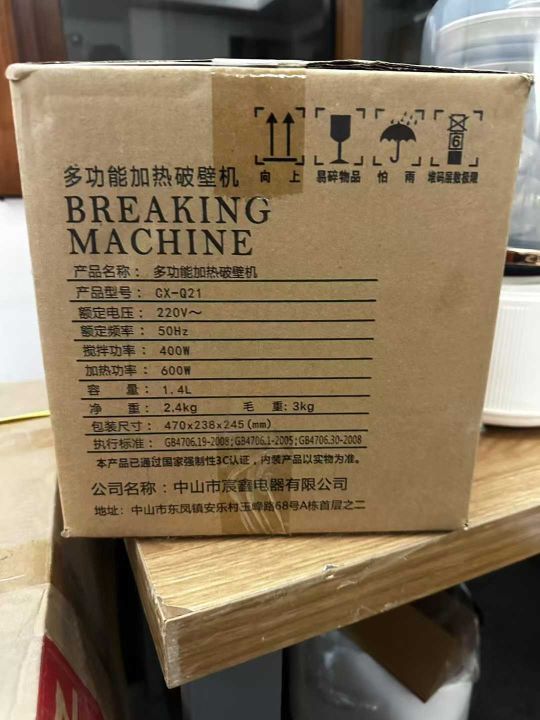 向 上 易碎物品 怕 雨 堆码层数极限
6
多功能加热破壁机
BREAKING
MACHINE
产品名称： 多功能加热破壁机
产品型号： GX-Q21
额定电压： 220V～
额定频率： 50Hz
搅拌功率： 400W
加热功率： 600W
容 量： 1.4L
净 重： 2.4kg 毛 重: 3kg
包装尺寸： 470x238x245(mm)
执行标准： GB4706.19-2008;GB4706.1-2005;GB4706.30-2008
本产品已通过国家强制性3C认证，内装产品以实物为准。
公司名称： 中山市宸鑫电器有限公司
地址： 中山市东凤镇安乐村玉峰路68号A栋首层之二
N